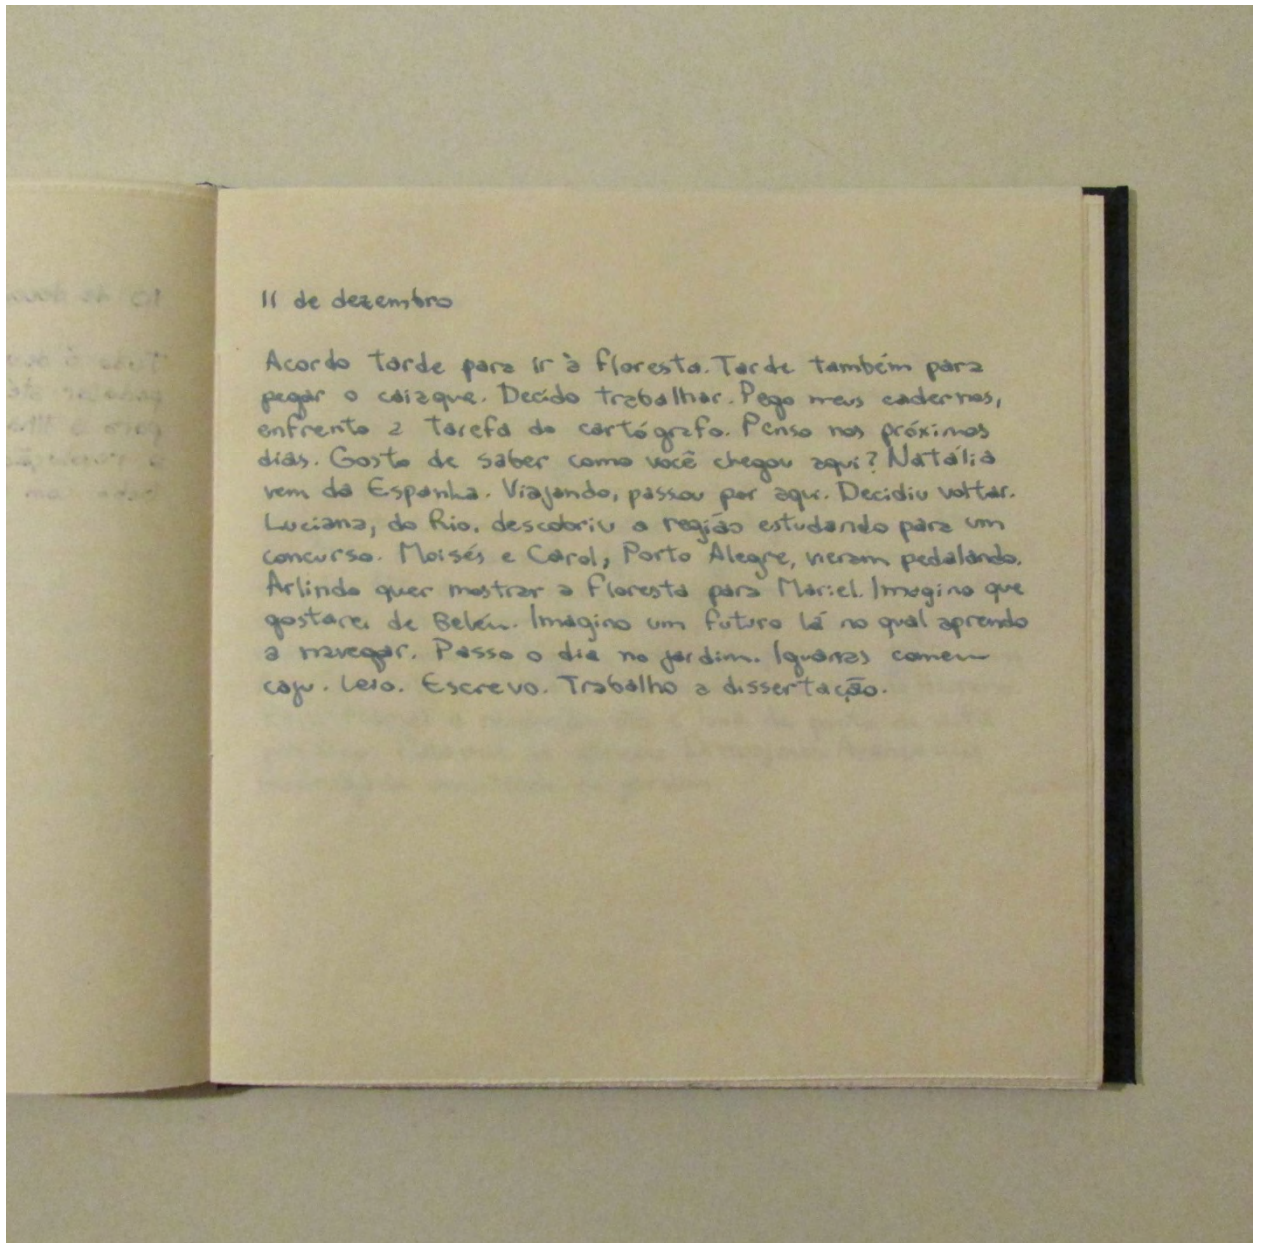 11 de dezembro
Acordo tarde para ir à floresta. Tarde também para
pegar o caiaque. Decido trabalhar. Pego meus cadernos,
enfrento a tarefa do cartógrafo. Penso nos próximos
dias. Gosto de saber como você chegou aqui? Natália
vem da Espanha. Viajando, passou por aqui. Decidiu voltar.
Luciana, do Rio, descobriu a região estudando para um
concurso. Moisés e Carol, Porto Alegre, vieram pedalando.
Arlindo quer mostrar a floresta para Mariel. Imagino que
gostarei de Belém. Imagino um futuro lá no qual aprendo
a navegar. Passo o dia no jardim. Iguanas comem
caju. Leio. Escrevo. Trabalho a dissertação.